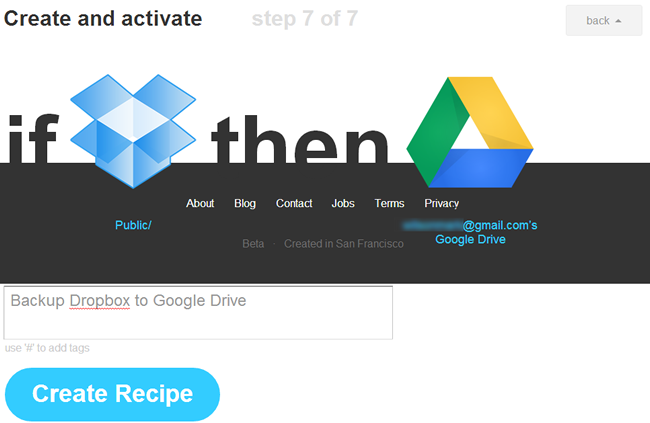 Create and activate step 7 of 7
back
if then
About Blog Contact Jobs Terms Privacy
Public/
@gmail.com's
Google Drive
Beta · Created in San Francisco
Backup Dropbox to Google Drive
use '#' to add tags
Create Recipe